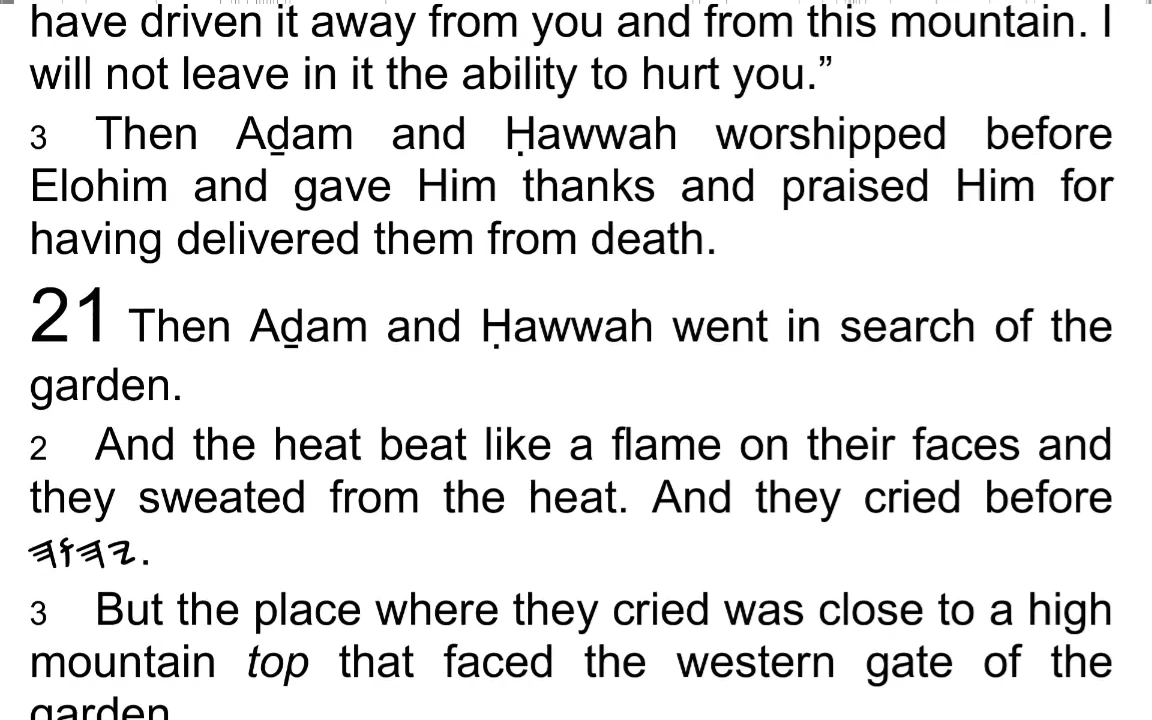 have driven it away from you and from this mountain. I
will not leave in it the ability to hurt you.”
3 Then Aḏam and Ḥawwah worshipped before
Elohim and gave Him thanks and praised Him for
having delivered them from death.
21 Then Aḏam and Ḥawwah went in search of the
garden.
2 And the heat beat like a flame on their faces and
they sweated from the heat. And they cried before
𐤉𐤄𐤅𐤄.
3 But the place where they cried was close to a high
mountain top that faced the western gate of the
garden